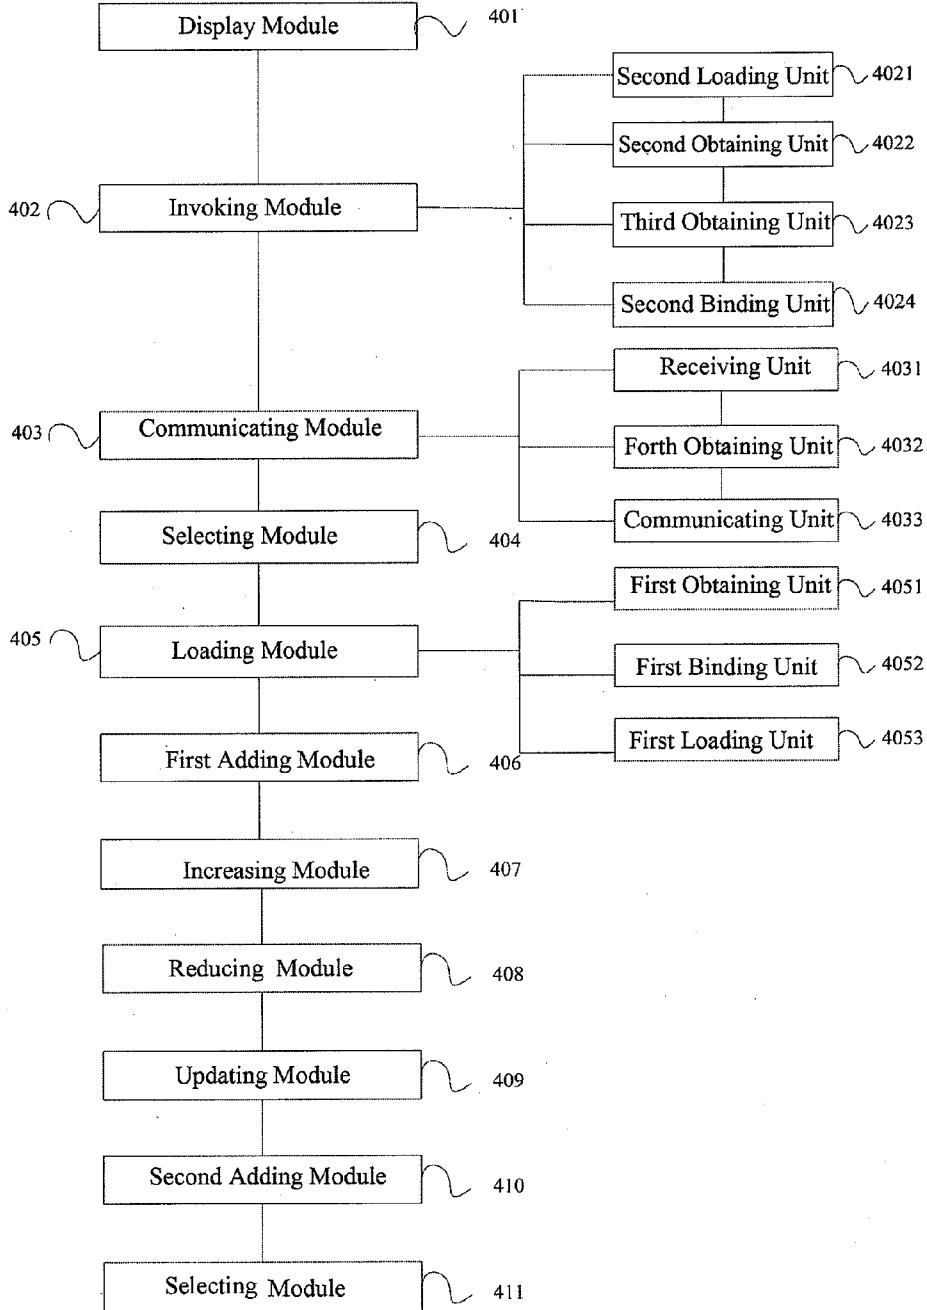 Display Module 401
Second Loading Unit 4021
Second Obtaining Unit 4022
402 Invoking Module
Third Obtaining Unit 4023
Second Binding Unit 4024
Receiving Unit 4031
403 Communicating Module
Forth Obtaining Unit 4032
Communicating Unit 4033
Selecting Module 404
First Obtaining Unit 4051
405 Loading Module
First Binding Unit 4052
First Loading Unit 4053
First Adding Module 406
Increasing Module 407
Reducing Module 408
Updating Module 409
Second Adding Module 410
Selecting Module 411